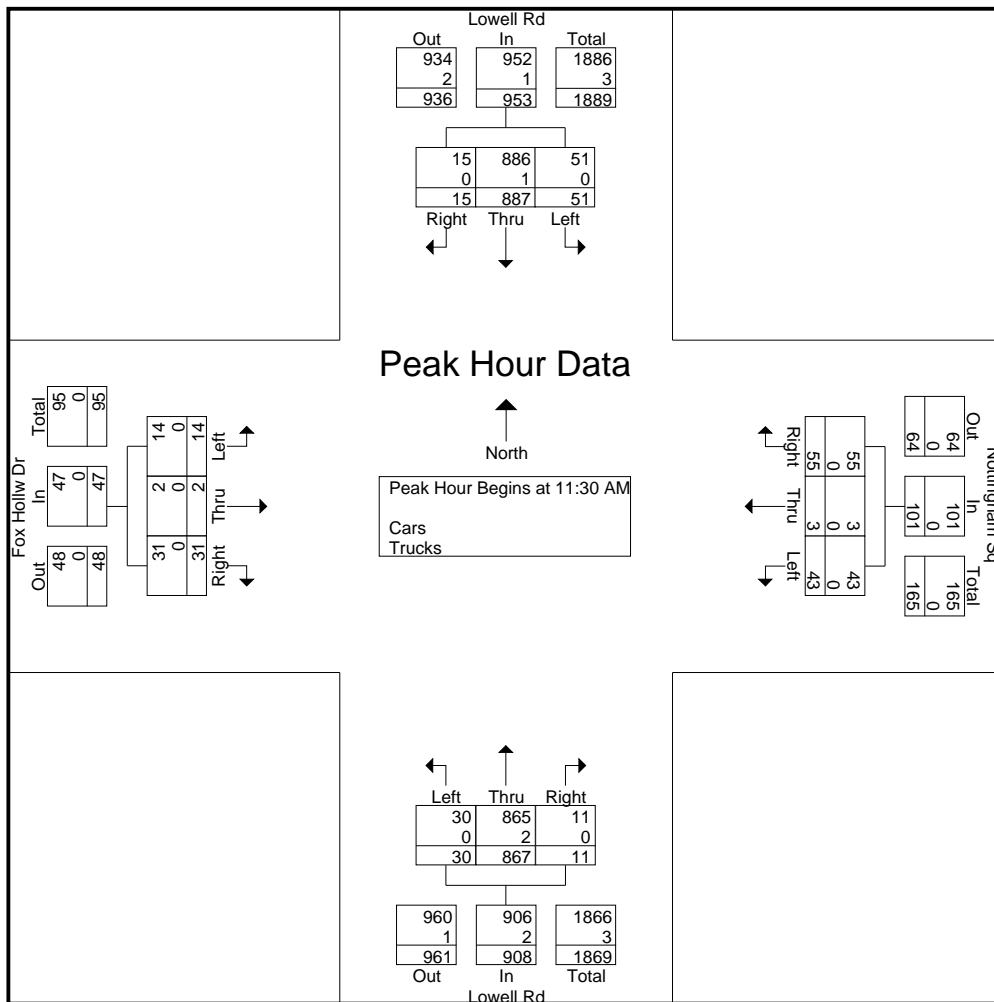 Lowell Rd
Out In Total
934 952 1886
2 1 3
936 953 1889
15 886 51
0 1 0
15 887 51
Right Thru Left
Peak Hour Data
North
Peak Hour Begins at 11:30 AM
Cars
Trucks
Fox Hollw Dr
Out In Total
48 47 95
0 0 0
48 47 95
Right Thru Left
31 2 14
0 0 0
31 2 14
Nottingham Sq
Out In Total
64 101 165
0 0 0
64 101 165
Right Thru Left
55 3 43
0 0 0
55 3 43
Left Thru Right
30 865 11
0 2 0
30 867 11
960 906 1866
1 2 3
961 908 1869
Out In Total
Lowell Rd